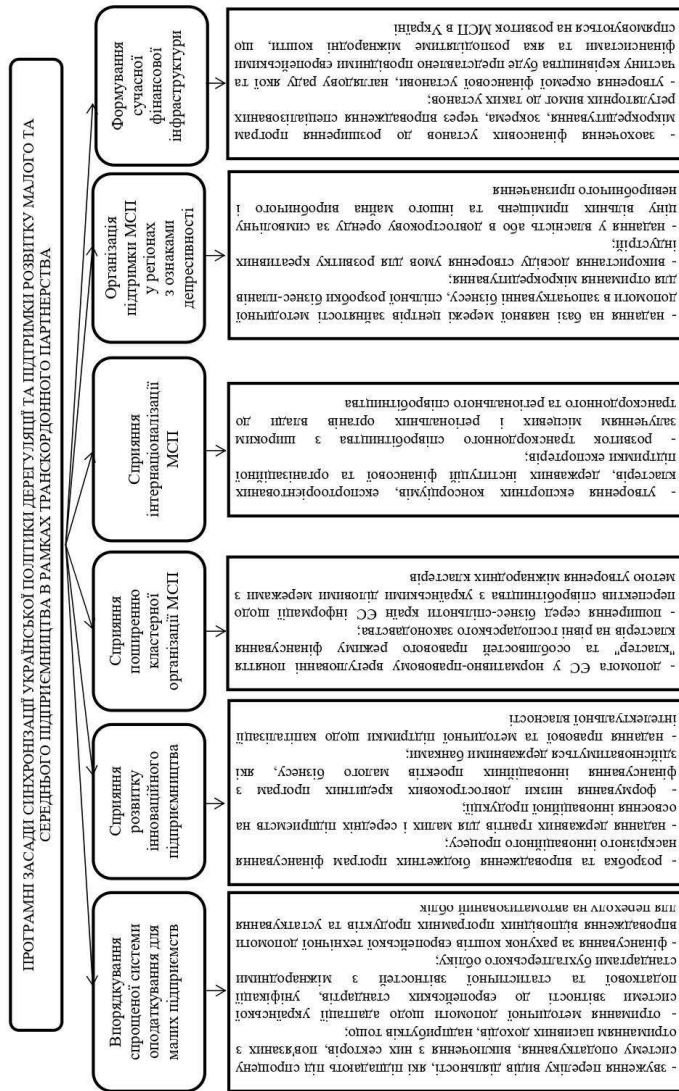 ПРОГРАМНІ ЗАСАДИ СИНХРОНІЗАЦІЇ УКРАЇНСЬКОЇ ПОЛІТИКИ ДЕРЕГУЛЯЦІЇ ТА ПІДТРИМКИ РОЗВИТКУ МАЛОГО ТА
СЕРЕДНЬОГО ПІДПРИЄМНИЦТВА В РАМКАХ ТРАНСКОРДОННОГО ПАРТНЕРСТВА
Впорядкування
спрощеної системи
оподаткування для
малих підприємств
- звуження переліку видів діяльності, які підпадають під спрощену
систему оподаткування, виключення з них секторів, пов'язаних з
отриманням пасивних доходів, надприбутків тощо;
- отримання методичної допомоги щодо адаптації української
системи звітності до європейських стандартів, уніфікації
податкової та статистичної звітностей з міжнародними
стандартами бухгалтерського обліку;
- фінансування за рахунок коштів європейської технічної допомоги
впровадження відповідних програмних продуктів та устаткування
для переходу на автоматизований облік
Сприяння
розвитку
інноваційного
підприємництва
- розробка та впровадження бюджетних програм фінансування
наскрізного інноваційного процесу;
- надання державних грантів для малих і середніх підприємств на
освоєння інноваційної продукції;
- формування низки довгострокових кредитних програм з
фінансування інноваційних проектів малого бізнесу, які
здійснюватимуться державними банками;
- надання правової та методичної підтримки щодо капіталізації
інтелектуальної власності
Сприяння
поширенню
кластерної
організації МСП
- допомога ЄС у нормативно-правовому врегулюванні поняття
"кластер" та особливостей правового режиму фінансування
кластерів на рівні господарського законодавства;
- поширення серед бізнес-спільноти країн ЄС інформації щодо
перспектив співробітництва з українськими діловими мережами з
метою утворення міжнародних кластерів
Сприяння
інтернаціоналізації
МСП
- утворення експортних консорціумів, експортоорієнтованих
кластерів, державних інституцій фінансової та організаційної
підтримки експортерів;
- розвиток транскордонного співробітництва з широким
залученням місцевих і регіональних органів влади до
транскордонного та регіонального співробітництва
Організація
підтримки МСП
у регіонах
з ознаками
депресивності
- надання на базі наявної мережі центрів зайнятості методичної
допомоги в започаткуванні бізнесу, спільної розробки бізнес-планів
для отримання мікрокредитування;
- використання досвіду створення умов для розвитку креативних
індустрій;
- надання у власність або в довгострокову оренду за символічну
ціну вільних приміщень та іншого майна виробничого і
невиробничого призначення
Формування
сучасної
фінансової
інфраструктури
- заохочення фінансових установ до розширення програм
мікрокредитування, зокрема, через впровадження спеціалізованих
регуляторних вимог до таких установ;
- утворення окремої фінансової установи, наглядову раду якої та
частину керівництва буде представлено провідними європейськими
фінансистами та яка розподілятиме міжнародні кошти, що
спрямовуються на розвиток МСП в Україні